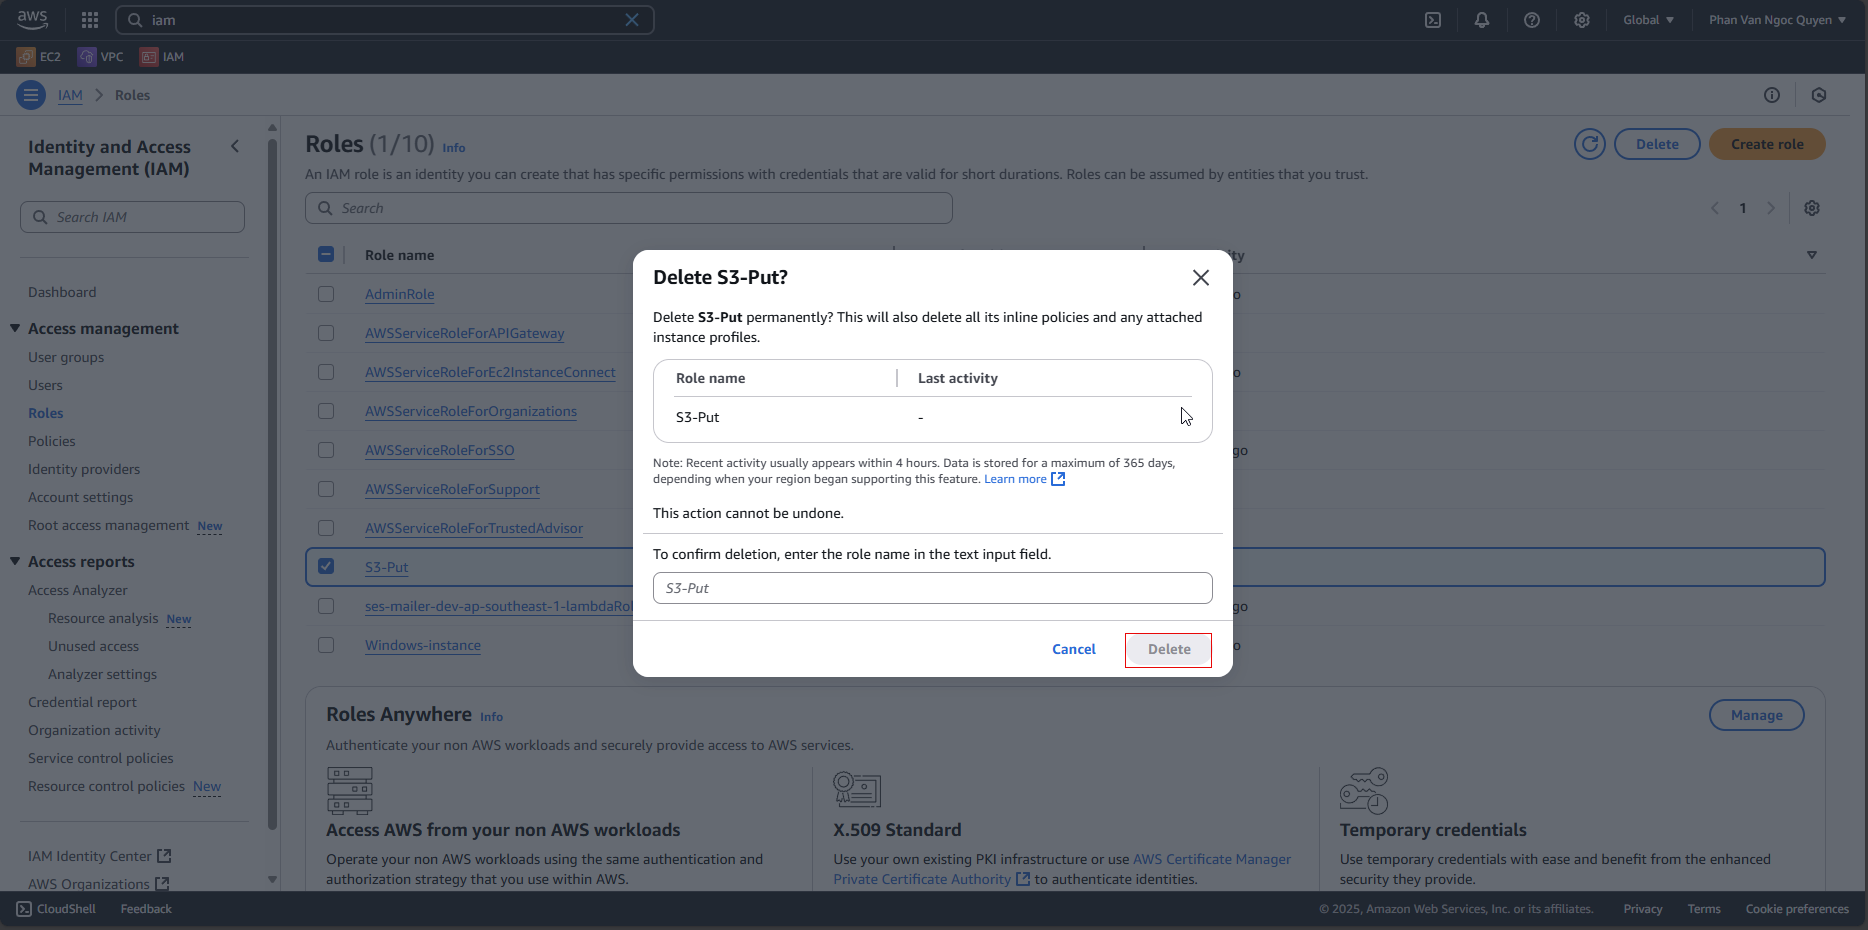 aws
iam
Global ▼
Phan Van Ngoc Quyen ▼
EC2
VPC
IAM
IAM > Roles
Identity and Access
Management (IAM)
Search IAM
Dashboard
Access management
User groups
Users
Roles
Policies
Identity providers
Account settings
Root access management New
Access reports
Access Analyzer
Resource analysis New
Unused access
Analyzer settings
Credential report
Organization activity
Service control policies
Resource control policies New
IAM Identity Center
AWS Organizations
Roles (1/10) Info
Delete
Create role
An IAM role is an identity you can create that has specific permissions with credentials that are valid for short durations. Roles can be assumed by entities that you trust.
Search
1
Role name
AdminRole
AWSServiceRoleForAPIGateway
AWSServiceRoleForEc2InstanceConnect
AWSServiceRoleForOrganizations
AWSServiceRoleForSSO
AWSServiceRoleForSupport
AWSServiceRoleForTrustedAdvisor
S3-Put
ses-mailer-dev-ap-southeast-1-lambdaRol
Windows-instance
Delete S3-Put?
Delete S3-Put permanently? This will also delete all its inline policies and any attached
instance profiles.
Role name
Last activity
S3-Put
-
Note: Recent activity usually appears within 4 hours. Data is stored for a maximum of 365 days,
depending when your region began supporting this feature. Learn more
This action cannot be undone.
To confirm deletion, enter the role name in the text input field.
S3-Put
Cancel
Delete
Roles Anywhere Info
Manage
Authenticate your non AWS workloads and securely provide access to AWS services.
Access AWS from your non AWS workloads
Operate your non AWS workloads using the same authentication and
authorization strategy that you use within AWS.
X.509 Standard
Use your own existing PKI infrastructure or use AWS Certificate Manager
Private Certificate Authority to authenticate identities.
Temporary credentials
Use temporary credentials with ease and benefit from the enhanced
security they provide.
CloudShell
Feedback
© 2025, Amazon Web Services, Inc. or its affiliates.
Privacy
Terms
Cookie preferences